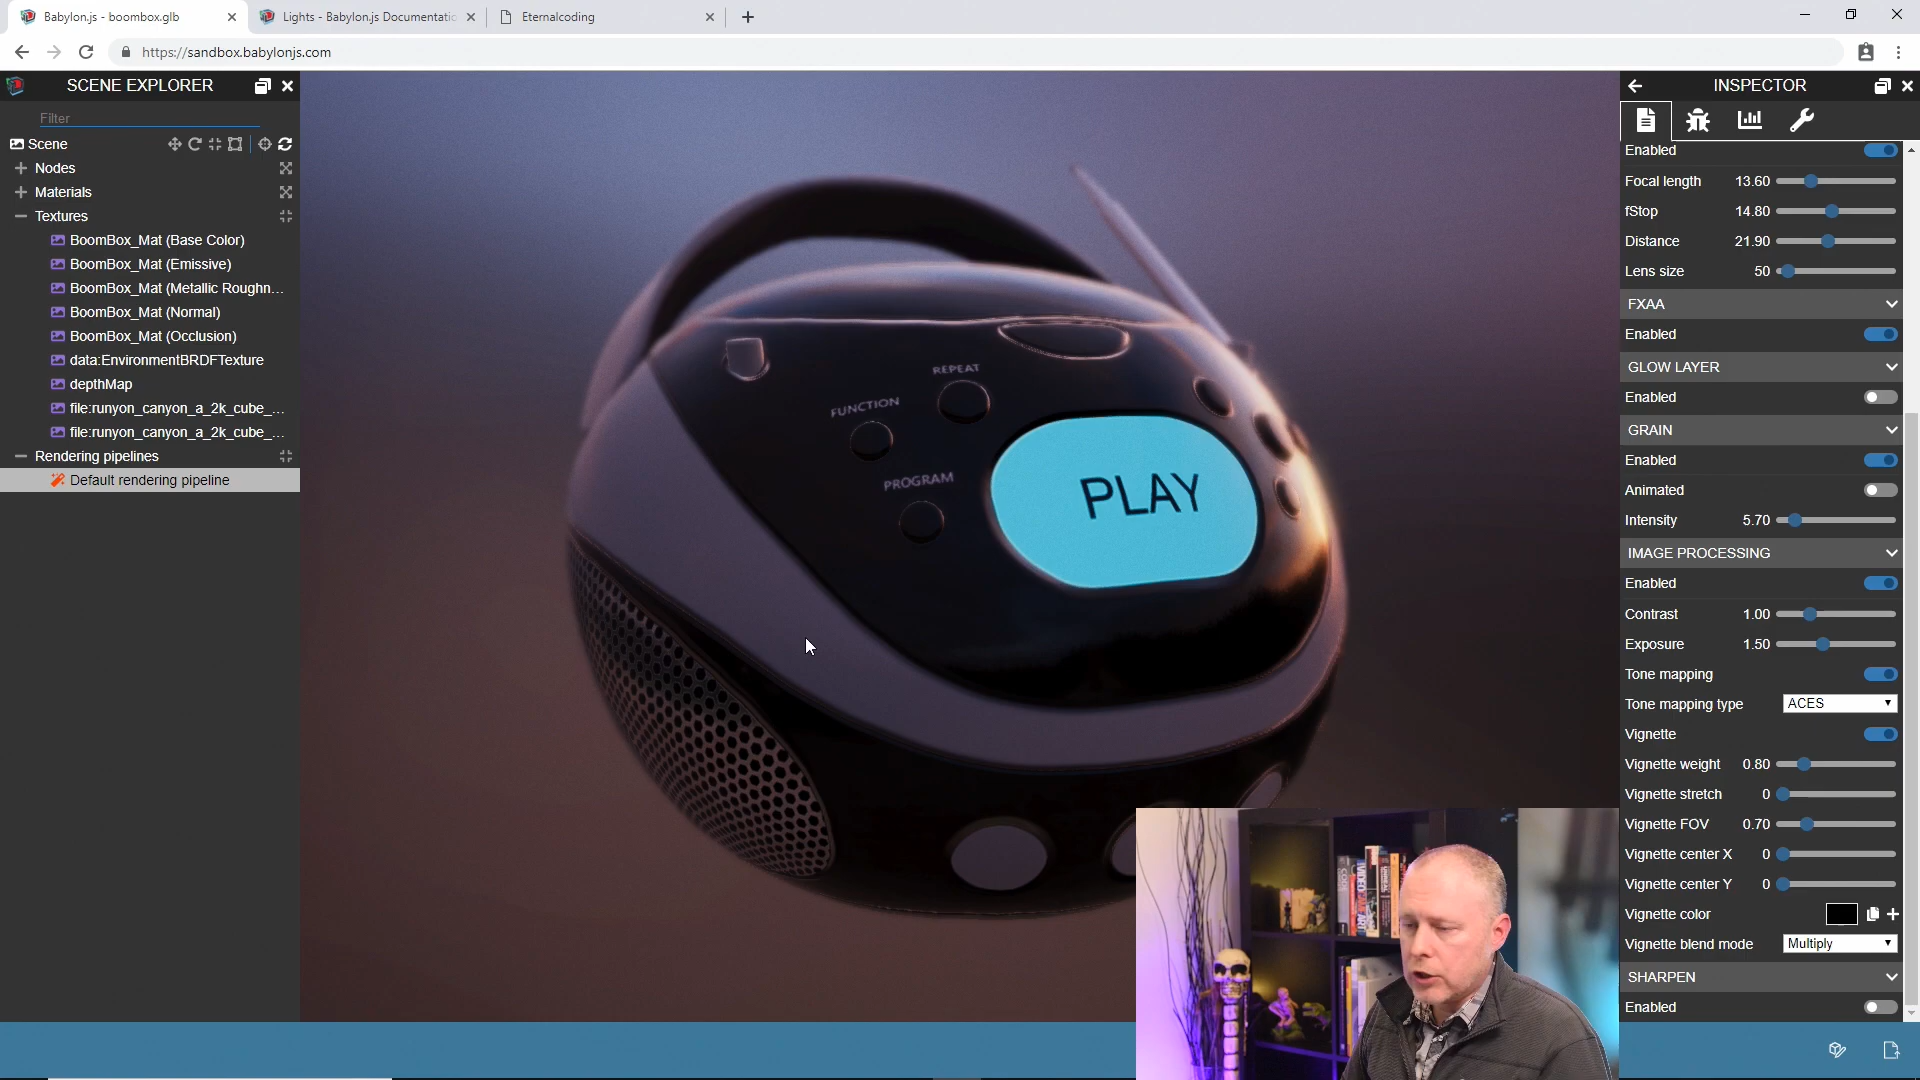 Babylon.js - boombox.glb
Lights - Babylon.js Documentatic
Eternalcoding
https://sandbox.babylonjs.com
SCENE EXPLORER
Filter
Scene
Nodes
Materials
Textures
BoomBox_Mat (Base Color)
BoomBox_Mat (Emissive)
BoomBox_Mat (Metallic Roughn...
BoomBox_Mat (Normal)
BoomBox_Mat (Occlusion)
data:EnvironmentBRDFTexture
depthMap
file:runyon_canyon_a_2k_cube_...
file:runyon_canyon_a_2k_cube_...
Rendering pipelines
Default rendering pipeline
REPEAT
FUNCTION
PROGRAM
PLAY
INSPECTOR
Enabled
Focal length 13.60
fStop 14.80
Distance 21.90
Lens size 50
FXAA
Enabled
GLOW LAYER
Enabled
GRAIN
Enabled
Animated
Intensity 5.70
IMAGE PROCESSING
Enabled
Contrast 1.00
Exposure 1.50
Tone mapping
Tone mapping type ACES
Vignette
Vignette weight 0.80
Vignette stretch 0
Vignette FOV 0.70
Vignette center X 0
Vignette center Y 0
Vignette color
Vignette blend mode Multiply
SHARPEN
Enabled